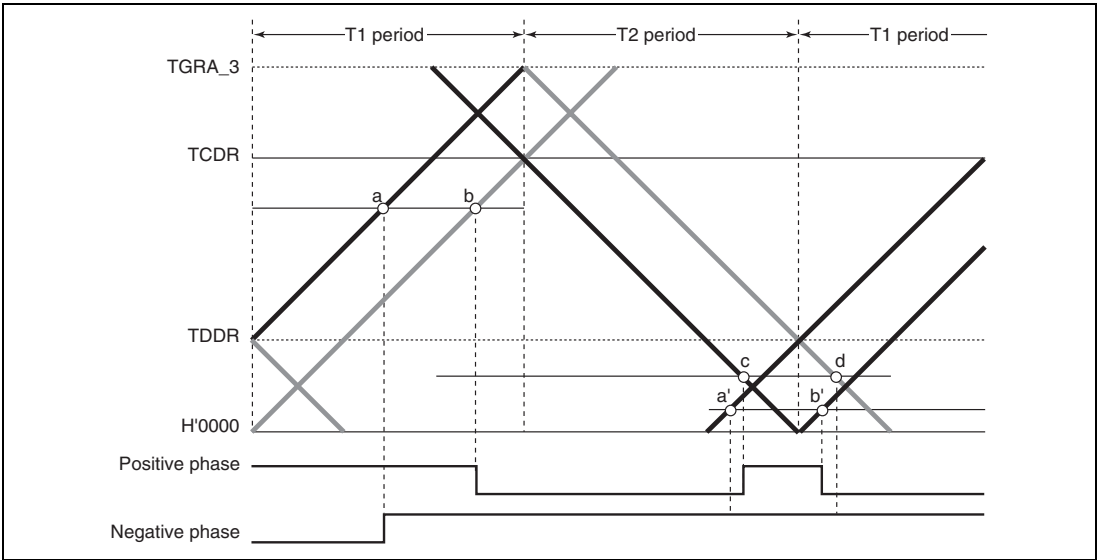 T1 period
T2 period
T1 period
TGRA_3
TCDR
a
b
TDDR
c
d
a'
b'
H'0000
Positive phase
Negative phase